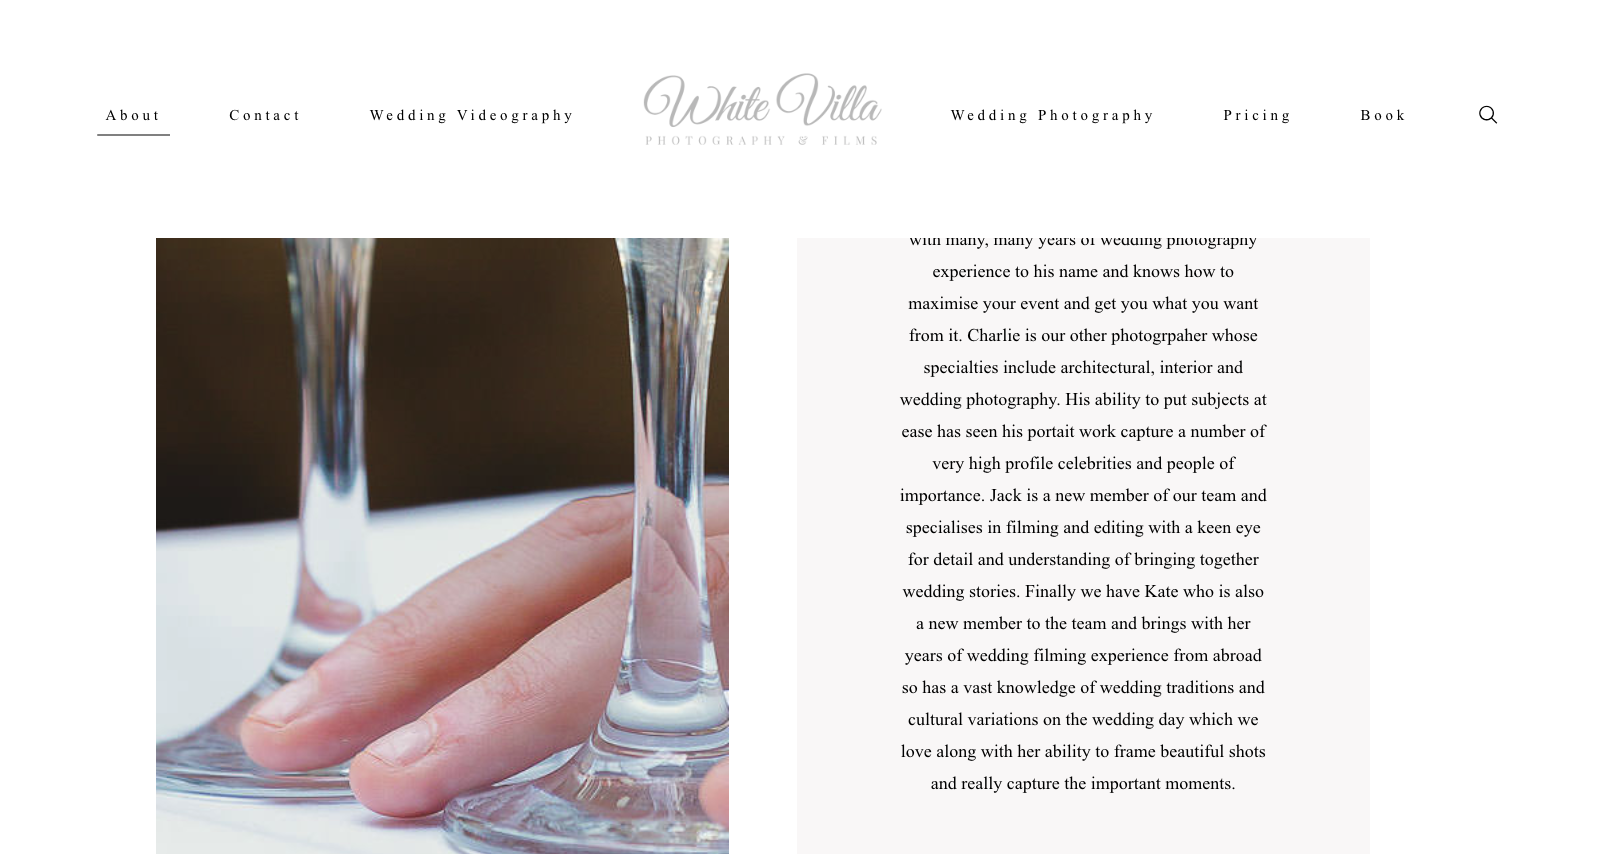 About
Contact
Wedding Videography
White Villa
PHOTOGRAPHY & FILMS
Wedding Photography
Pricing
Book
with many, many years of wedding photography
experience to his name and knows how to
maximise your event and get you what you want
from it. Charlie is our other photogrpaher whose
specialties include architectural, interior and
wedding photography. His ability to put subjects at
ease has seen his portait work capture a number of
very high profile celebrities and people of
importance. Jack is a new member of our team and
specialises in filming and editing with a keen eye
for detail and understanding of bringing together
wedding stories. Finally we have Kate who is also
a new member to the team and brings with her
years of wedding filming experience from abroad
so has a vast knowledge of wedding traditions and
cultural variations on the wedding day which we
love along with her ability to frame beautiful shots
and really capture the important moments.